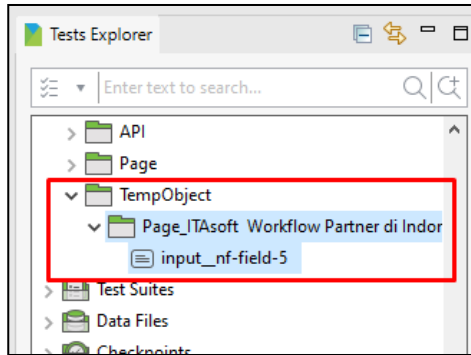 Tests Explorer
Enter text to search...
API
Page
TempObject
Page_ITAsoft Workflow Partner di Indor
input__nf-field-5
Test Suites
Data Files
Checkpoints